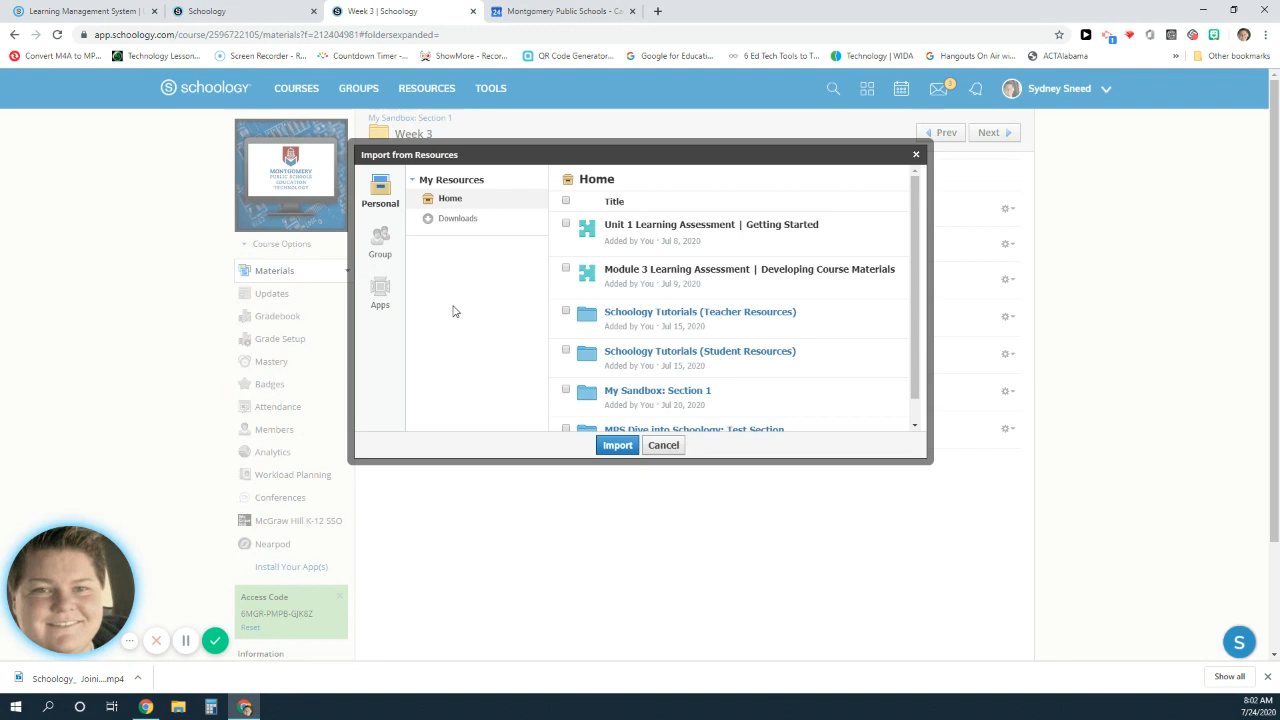 Learning Management System |
Schoology
Week 3 | Schoology
Montgomery Public Schools - Ca
app.schoology.com/course/2596722105/materials?f=212404981#foldersexpanded=
Convert M4A to MP...
Technology Lesson...
Screen Recorder - R...
Countdown Timer -...
ShowMore - Recor...
QR Code Generator...
Google for Educati...
6 Ed Tech Tools to T...
Technology | WIDA
Hangouts On Air wi...
ACTAlabama
»
Other bookmarks
schoology
COURSES
GROUPS
RESOURCES
TOOLS
Sydney Sneed
My Sandbox: Section 1
Week 3
Prev
Next
MONTGOMERY
PUBLIC SCHOOLS
EDUCATION
TECHNOLOGY
Course Options
Materials
Updates
Gradebook
Grade Setup
Mastery
Badges
Attendance
Members
Analytics
Workload Planning
Conferences
McGraw Hill K-12 SSO
Nearpod
Install Your App(s)
Access Code
6MGR-PMPB-GJK8Z
Reset
Information
Import from Resources
Personal
Group
Apps
My Resources
Home
Downloads
Home
Title
Unit 1 Learning Assessment | Getting Started
Added by You · Jul 8, 2020
Module 3 Learning Assessment | Developing Course Materials
Added by You · Jul 9, 2020
Schoology Tutorials (Teacher Resources)
Added by You · Jul 15, 2020
Schoology Tutorials (Student Resources)
Added by You · Jul 15, 2020
My Sandbox: Section 1
Added by You · Jul 20, 2020
MPS Dive into Schoology: Test Section
Import
Cancel
S
Schoology_ Joini....mp4
Show all
8:02 AM
7/24/2020